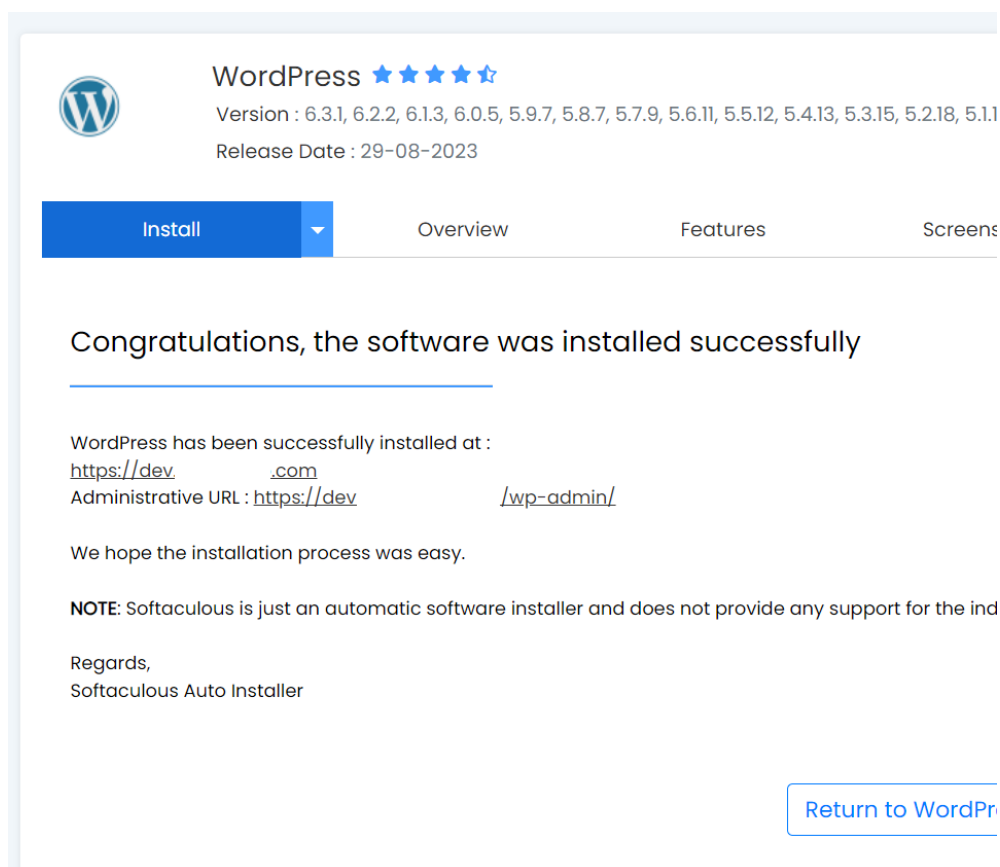 WordPress
Version : 6.3.1, 6.2.2, 6.1.3, 6.0.5, 5.9.7, 5.8.7, 5.7.9, 5.6.11, 5.5.12, 5.4.13, 5.3.15, 5.2.18, 5.1.1
Release Date : 29-08-2023
Install Overview Features Screens
Congratulations, the software was installed successfully
WordPress has been successfully installed at :
https://dev. .com
Administrative URL : https://dev /wp-admin/
We hope the installation process was easy.
NOTE: Softaculous is just an automatic software installer and does not provide any support for the ind
Regards,
Softaculous Auto Installer
Return to WordPre